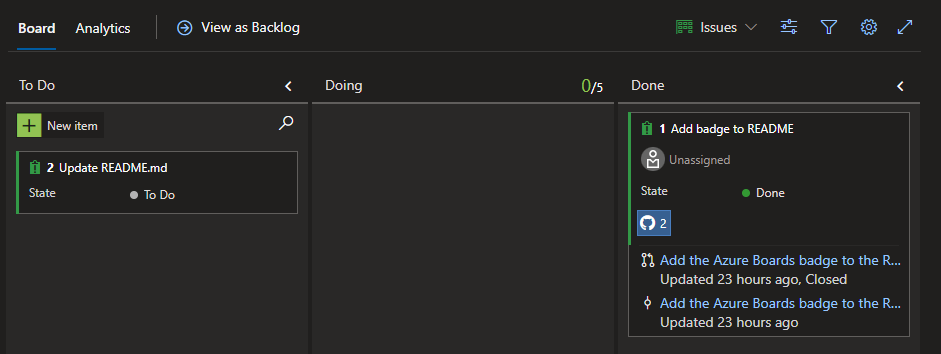 Board
Analytics
View as Backlog
Issues
To Do
Doing
0/5
Done
New item
2 Update README.md
State
To Do
1 Add badge to README
Unassigned
State
Done
2
Add the Azure Boards badge to the R...
Updated 23 hours ago, Closed
Add the Azure Boards badge to the R...
Updated 23 hours ago